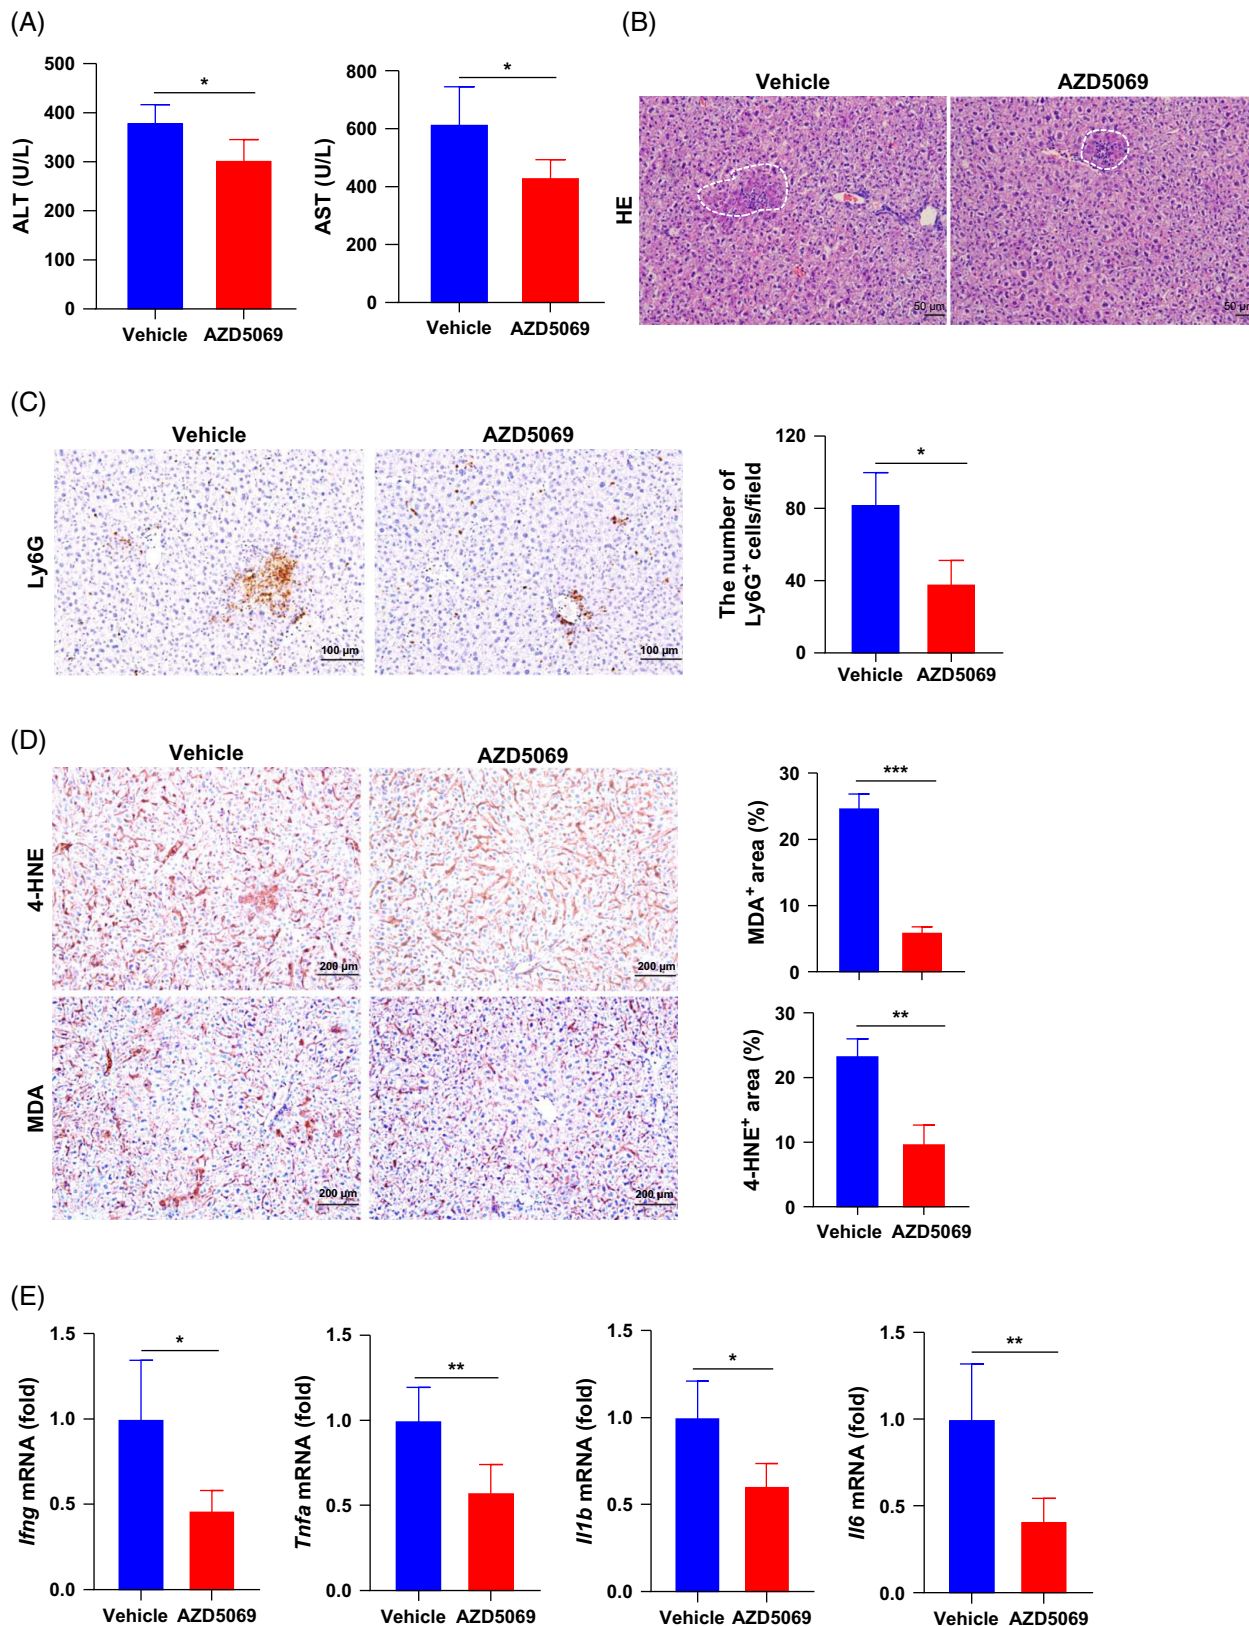 (A)
500
400
300
200
100
0
ALT (U/L)
*
Vehicle
AZD5069
800
600
400
200
0
AST (U/L)
*
Vehicle
AZD5069
(B)
Vehicle
AZD5069
HE
50 µm
50 µm
(C)
Vehicle
AZD5069
Ly6G
100 µm
100 µm
120
80
40
0
The number of
Ly6G⁺ cells/field
*
Vehicle
AZD5069
(D)
Vehicle
AZD5069
4-HNE
200 µm
200 µm
MDA
200 µm
200 µm
30
20
10
0
MDA⁺ area (%)
***
30
20
10
0
4-HNE⁺ area (%)
**
Vehicle
AZD5069
(E)
1.5
1.0
0.5
0.0
Ifng mRNA (fold)
*
Vehicle
AZD5069
1.5
1.0
0.5
0.0
Tnfa mRNA (fold)
**
Vehicle
AZD5069
1.5
1.0
0.5
0.0
Il1b mRNA (fold)
*
Vehicle
AZD5069
1.5
1.0
0.5
0.0
Il6 mRNA (fold)
**
Vehicle
AZD5069